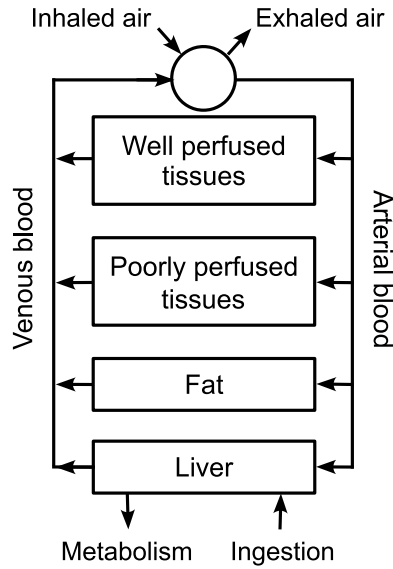 Inhaled air
Exhaled air
Well perfused
tissues
Poorly perfused
tissues
Fat
Liver
Venous blood
Arterial blood
Metabolism
Ingestion